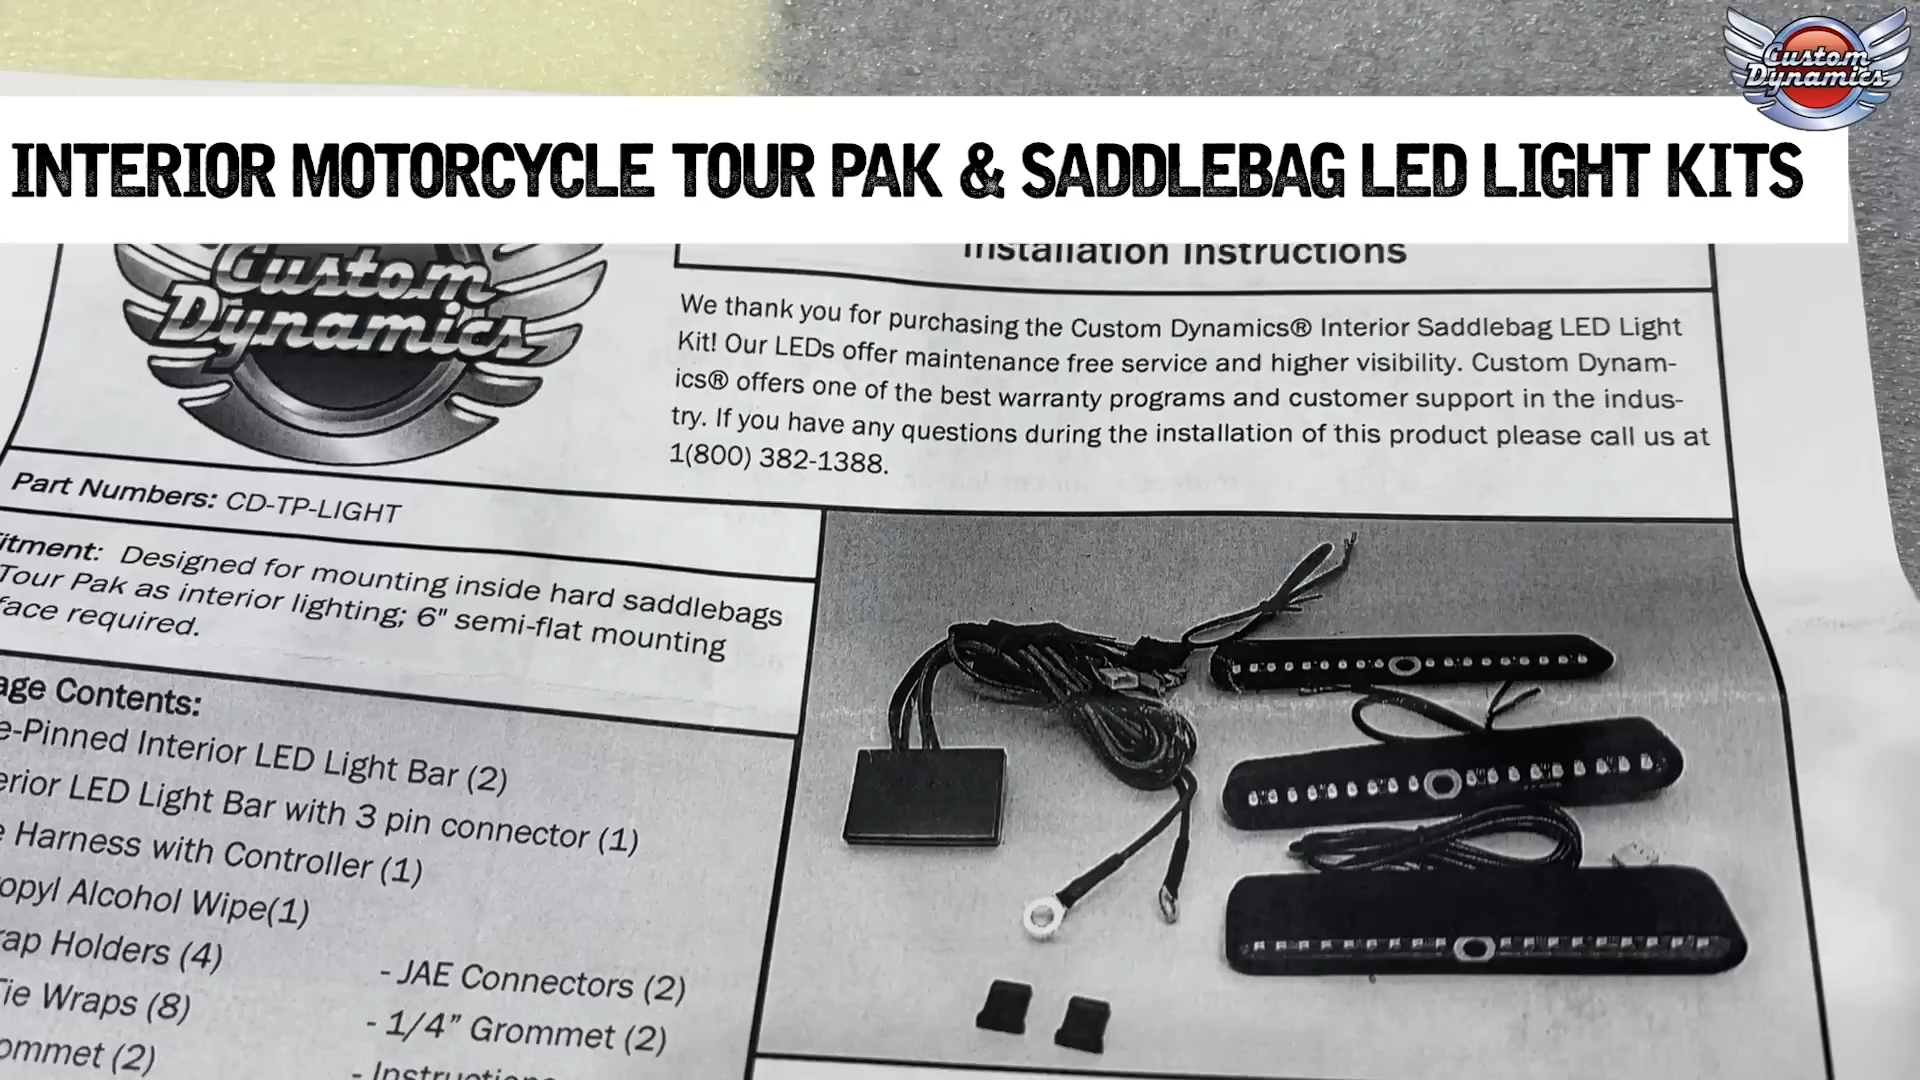 Custom
Dynamics
INTERIOR MOTORCYCLE TOUR PAK & SADDLEBAG LED LIGHT KITS
Custom
Dynamics
Installation Instructions
We thank you for purchasing the Custom Dynamics® Interior Saddlebag LED Light
Kit! Our LEDs offer maintenance free service and higher visibility. Custom Dynam-
ics® offers one of the best warranty programs and customer support in the indus-
try. If you have any questions during the installation of this product please call us at
1(800) 382-1388.
Part Numbers: CD-TP-LIGHT
Designed for mounting inside hard saddlebags
Tour Pak as interior lighting; 6" semi-flat mounting
required.
Contents:
Interior LED Light Bar (2)
LED Light Bar with 3 pin connector (1)
Harness with Controller (1)
Alcohol Wipe(1)
Holders (4)
Wraps (8)
(2)
- JAE Connectors (2)
- 1/4” Grommet (2)